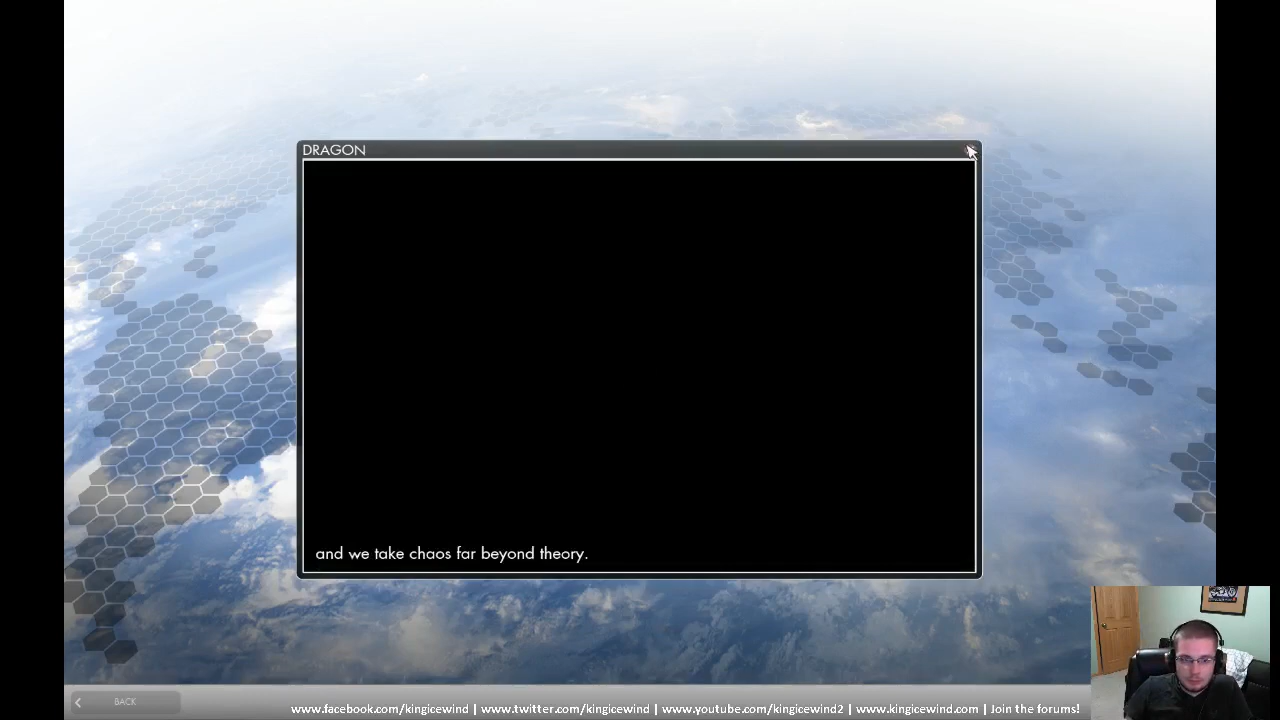 DRAGON
and we take chaos far beyond theory.
BACK
www.facebook.com/kingicewind | www.twitter.com/kingicewind | www.youtube.com/kingicewind2 | www.kingicewind.com | Join the forums!